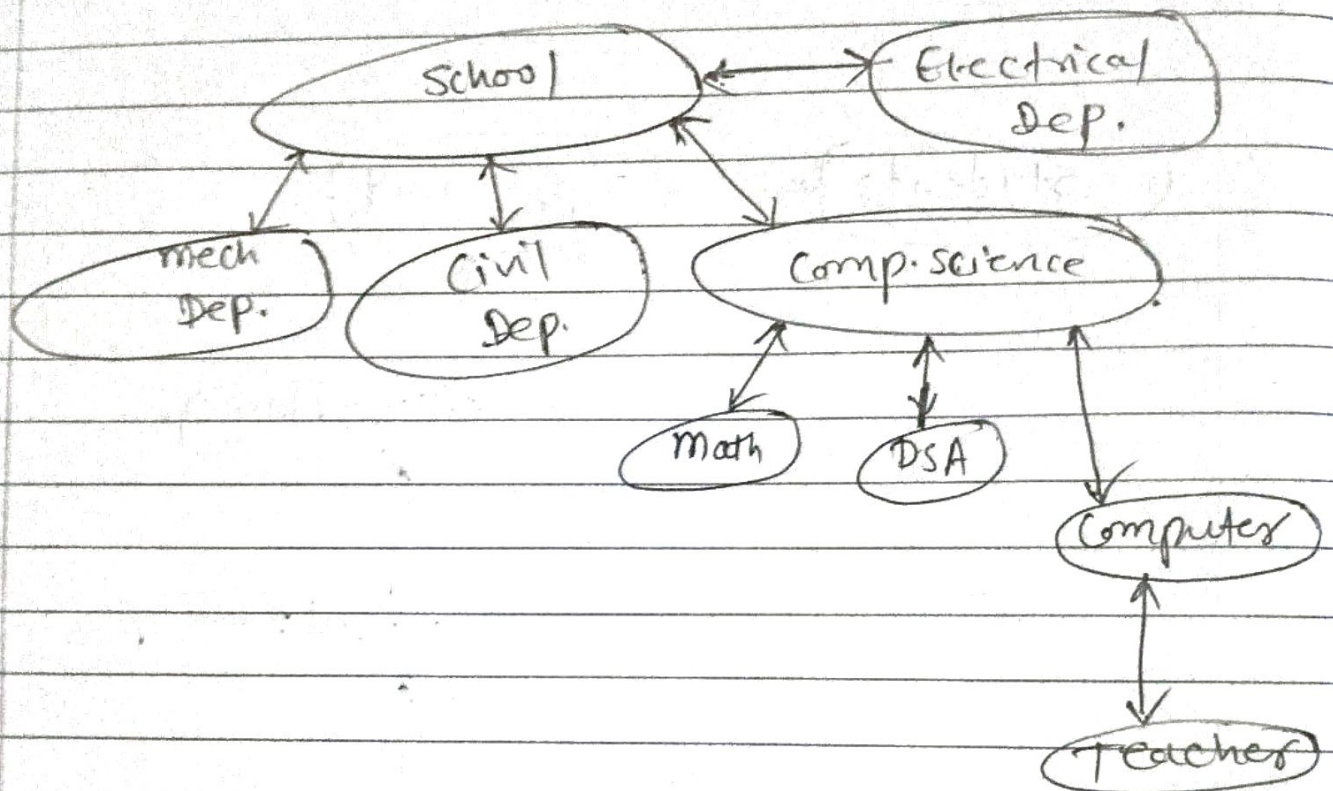 School
Electrical
Dep.
mech
Dep.
Civil
Dep.
Comp. science
Math
DSA
Computer
Teacher